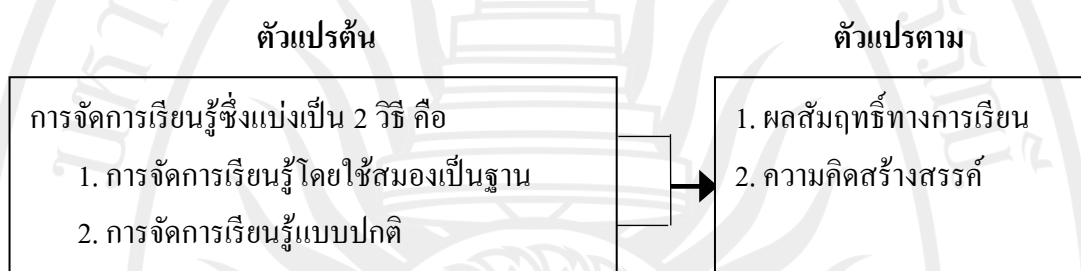 ตัวแปรต้น
ตัวแปรตาม
การจัดการเรียนรู้ซึ่งแบ่งเป็น 2 วิธี คือ
1. การจัดการเรียนรู้โดยใช้สมองเป็นฐาน
2. การจัดการเรียนรู้แบบปกติ
1. ผลสัมฤทธิ์ทางการเรียน
2. ความคิดสร้างสรรค์